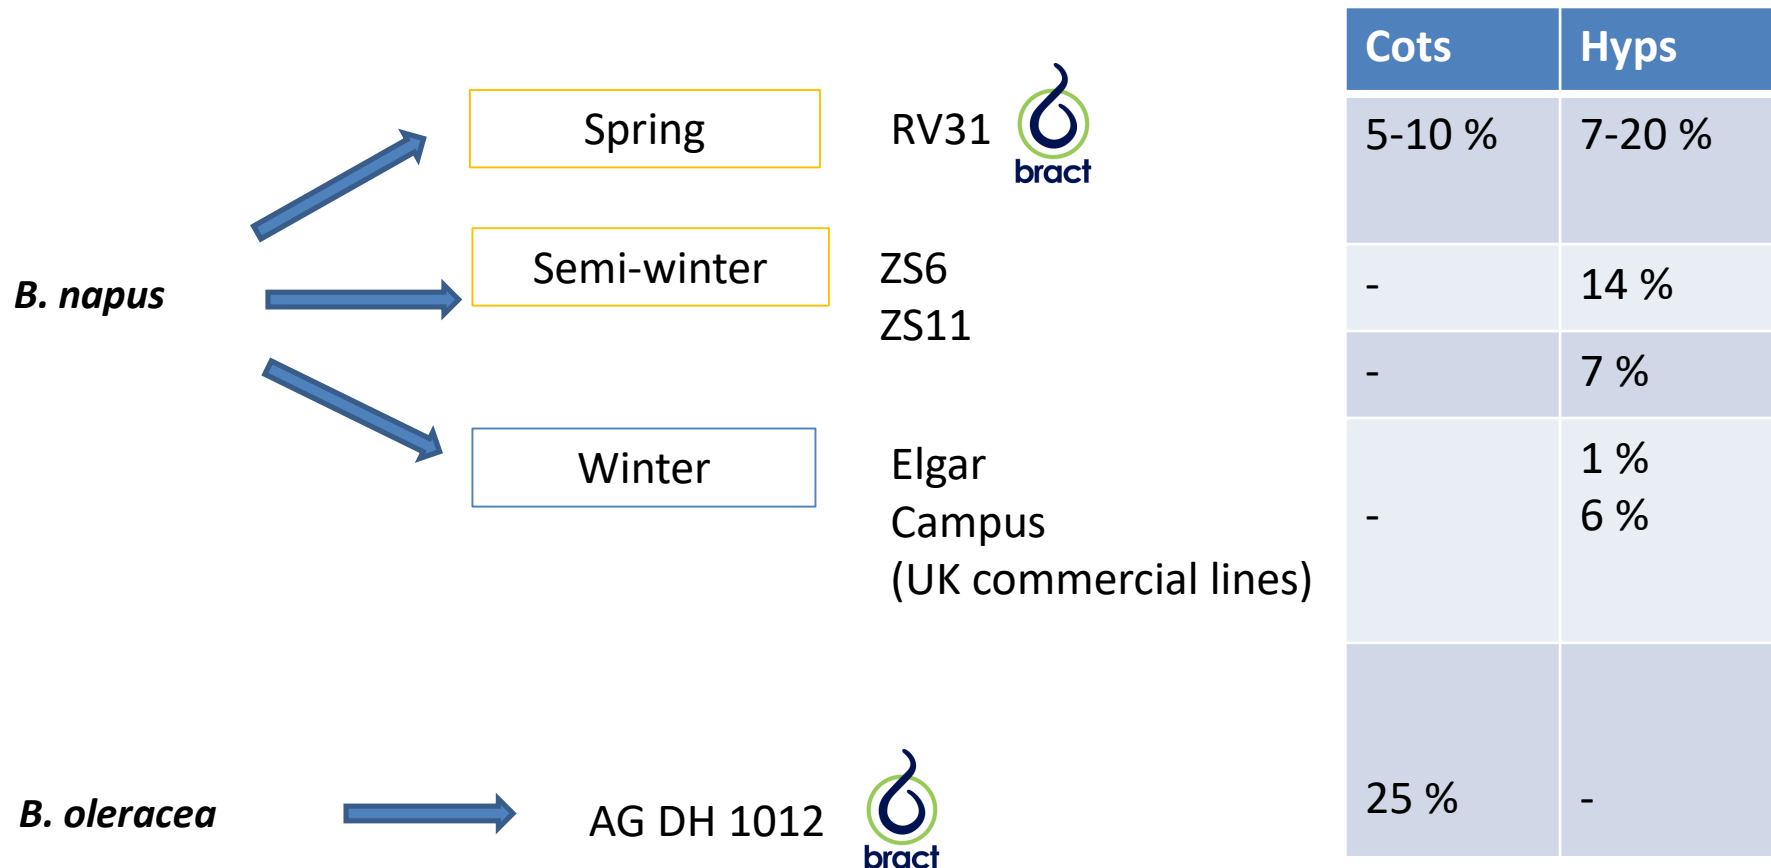 Cots Hyps
Spring RV31 bract 5-10 % 7-20 %
B. napus
Semi-winter ZS6 - 14 %
ZS11 - 7 %
Winter Elgar 1 %
Campus - 6 %
(UK commercial lines)
B. oleracea AG DH 1012 bract 25 % -